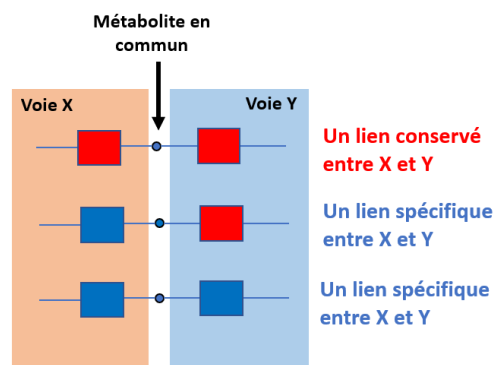 Métabolite en
commun
Voie X
Voie Y
Un lien conservé
entre X et Y
Un lien spécifique
entre X et Y
Un lien spécifique
entre X et Y